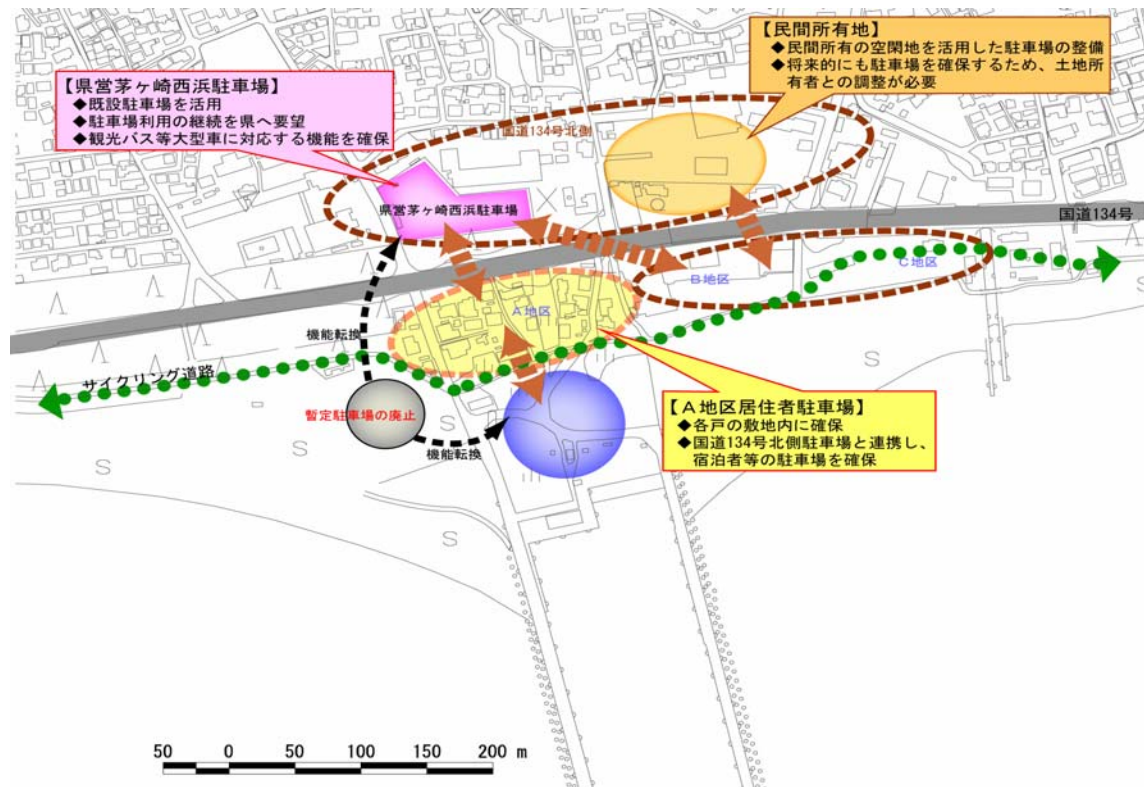 【民間所有地】
◆民間所有の空閑地を活用した駐車場の整備
◆将来的にも駐車場を確保するため、土地所
有者との調整が必要
【県営茅ヶ崎西浜駐車場】
◆既設駐車場を活用
◆駐車場利用の継続を県へ要望
◆観光バス等大型車に対応する機能を確保
国道134号北側
県営茅ヶ崎西浜駐車場
国道134号
B地区
C地区
A地区
機能転換
サイクリング道路
暫定駐車場の廃止
機能転換
【A地区居住者駐車場】
◆各戸の敷地内に確保
◆国道134号北側駐車場と連携し、
宿泊者等の駐車場を確保
S
S
S
S
S
50 0 50 100 150 200 m